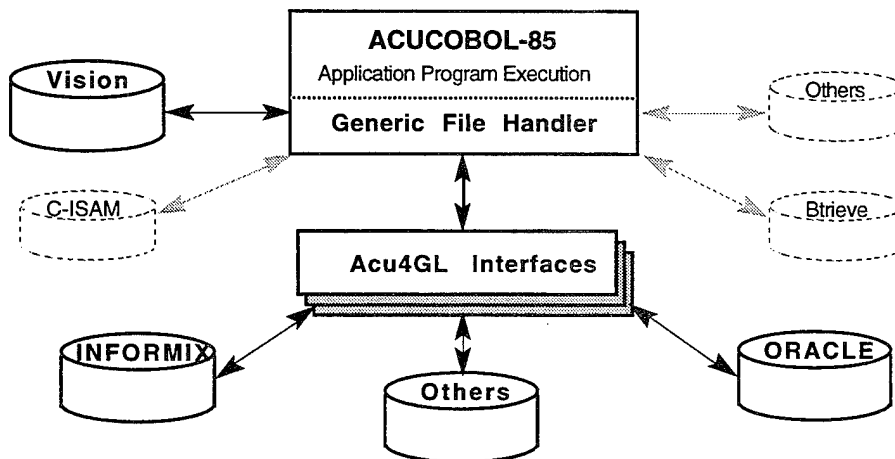 ACUCOBOL-85
Application Program Execution
Generic File Handler
Vision
Others
C-ISAM
Btrieve
Acu4GL Interfaces
INFORMIX
Others
ORACLE